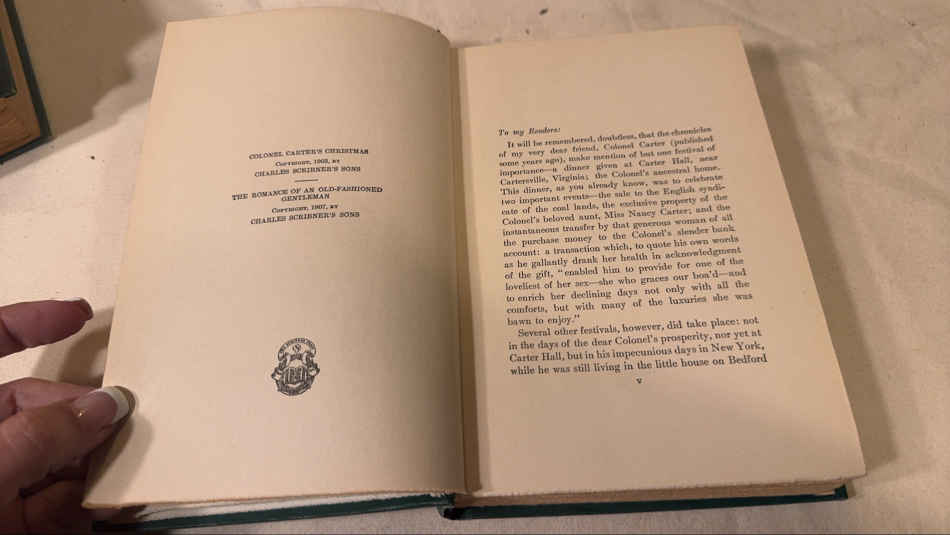 COLONEL CARTER'S CHRISTMAS
COPYRIGHT, 1903, BY
CHARLES SCRIBNER'S SONS
THE ROMANCE OF AN OLD-FASHIONED
GENTLEMAN
COPYRIGHT, 1907, BY
CHARLES SCRIBNER'S SONS
To my Readers:
It will be remembered, doubtless, that the chronicles
of my very dear friend, Colonel Carter (published
some years ago), make mention of but one festival of
importance—a dinner given at Carter Hall, near
Cartersville, Virginia; the Colonel's ancestral home.
This dinner, as you already know, was to celebrate
two important events—the sale to the English syndi-
cate of the coal lands, the exclusive property of the
Colonel's beloved aunt, Miss Nancy Carter; and the
instantaneous transfer by that generous woman of all
the purchase money to the Colonel's slender bank
account: a transaction which, to quote his own words
as he gallantly drank her health in acknowledgment
of the gift, "enabled him to provide for one of the
loveliest of her sex—she who graces our boa'd—and
to enrich her declining days not only with all the
comforts, but with many of the luxuries she was
bawn to enjoy."
Several other festivals, however, did take place: not
in the days of the dear Colonel's prosperity, nor yet at
Carter Hall, but in his impecunious days in New York,
while he was still living in the little house on Bedford
v